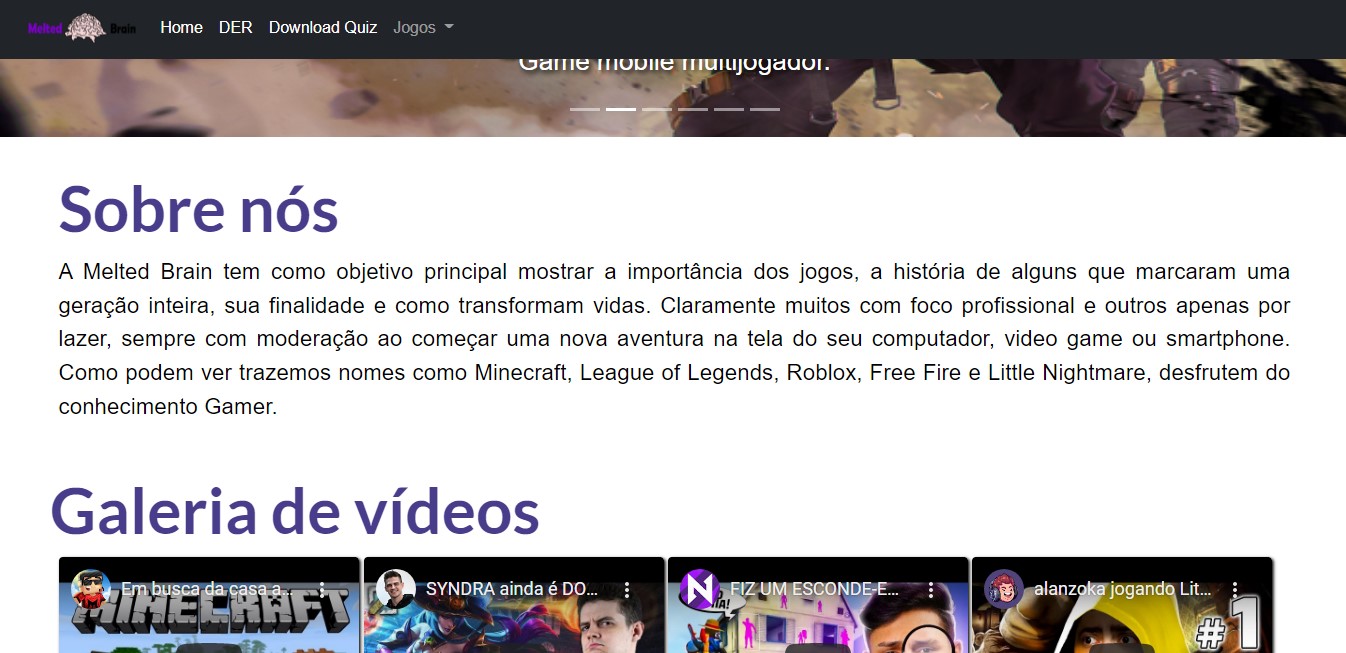 Melted Brain Home DER Download Quiz Jogos
Game mobile multijogador.
Sobre nós
A Melted Brain tem como objetivo principal mostrar a importância dos jogos, a história de alguns que marcaram uma
geração inteira, sua finalidade e como transformam vidas. Claramente muitos com foco profissional e outros apenas por
lazer, sempre com moderação ao começar uma nova aventura na tela do seu computador, video game ou smartphone.
Como podem ver trazemos nomes como Minecraft, League of Legends, Roblox, Free Fire e Little Nightmare, desfrutem do
conhecimento Gamer.
Galeria de vídeos
Em busca da casa a...
MINECRAFT
SYNDRA ainda é DO...
FIZ UM ESCONDE-E...
alanzoka jogando Lit...
#1